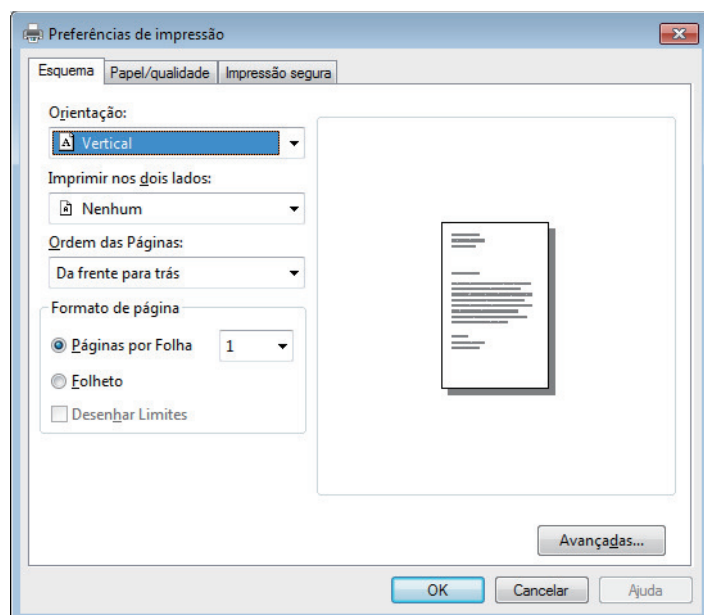 Preferências de impressão
Esquema Papel/qualidade Impressão segura
Orientação:
Vertical
Imprimir nos dois lados:
Nenhum
Ordem das Páginas:
Da frente para trás
Formato de página
Páginas por Folha 1
Folheto
Desenhar Limites
Avançadas...
OK Cancelar Ajuda